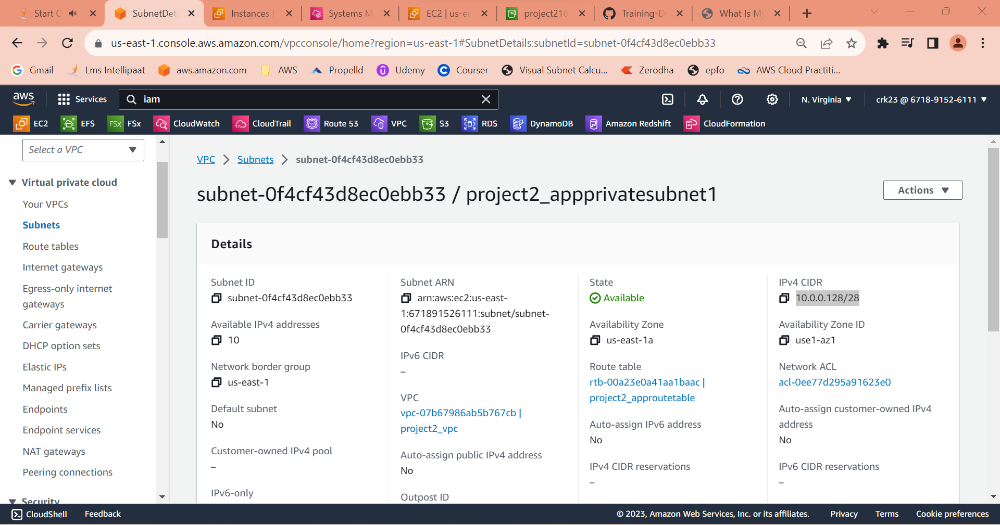 Start C
SubnetDet
Instances |
Systems M
EC2 | us-ea
project216
Training-D
What Is My
us-east-1.console.aws.amazon.com/vpcconsole/home?region=us-east-1#SubnetDetails:subnetId=subnet-0f4cf43d8ec0ebb33
Gmail
Lms Intellipaat
aws.amazon.com
AWS
Propelld
Udemy
Courser
Visual Subnet Calcu...
Zerodha
epfo
AWS Cloud Practiti...
aws
Services
iam
N. Virginia
crk23 @ 6718-9152-6111
EC2
EFS
FSx
FSx
CloudWatch
CloudTrail
53
Route 53
VPC
S3
RDS
DynamoDB
Amazon Redshift
CloudFormation
Select a VPC
Virtual private cloud
Your VPCs
Subnets
Route tables
Internet gateways
Egress-only internet
gateways
Carrier gateways
DHCP option sets
Elastic IPs
Managed prefix lists
Endpoints
Endpoint services
NAT gateways
Peering connections
Security
VPC
Subnets
subnet-0f4cf43d8ec0ebb33
subnet-0f4cf43d8ec0ebb33 / project2_appprivatesubnet1
Actions
Details
Subnet ID
subnet-0f4cf43d8ec0ebb33
Available IPv4 addresses
10
Network border group
us-east-1
Default subnet
No
Customer-owned IPv4 pool
–
IPv6-only
Subnet ARN
arn:aws:ec2:us-east-
1:671891526111:subnet/subnet-
0f4cf43d8ec0ebb33
IPv6 CIDR
–
VPC
vpc-07b67986ab5b767cb |
project2_vpc
Auto-assign public IPv4 address
No
Outpost ID
State
Available
Availability Zone
us-east-1a
Route table
rtb-00a23e0a41aa1baac |
project2_approutetable
Auto-assign IPv6 address
No
IPv4 CIDR reservations
–
IPv4 CIDR
10.0.0.128/28
Availability Zone ID
use1-az1
Network ACL
acl-0ee77d295a91623e0
Auto-assign customer-owned IPv4
address
No
IPv6 CIDR reservations
–
CloudShell
Feedback
© 2023, Amazon Web Services, Inc. or its affiliates.
Privacy
Terms
Cookie preferences